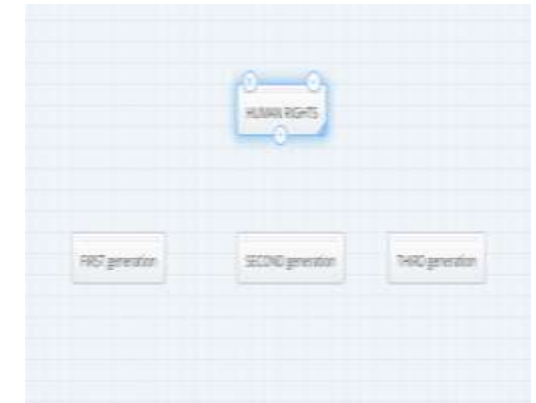 HUMAN RIGHTS
FIRST generation
SECOND generation
THIRD generation